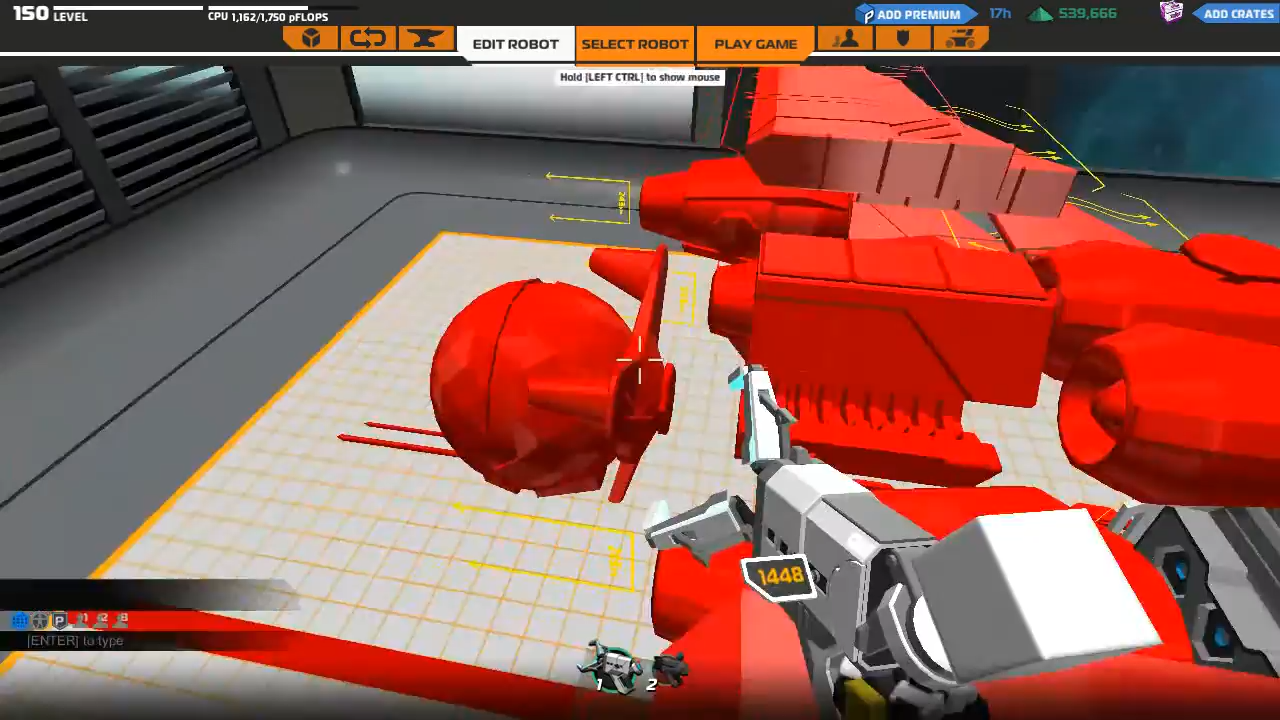 150 LEVEL
CPU 1,162/1,750 pFLOPS
ADD PREMIUM
17h
539,666
ADD CRATES
EDIT ROBOT
SELECT ROBOT
PLAY GAME
Hold [LEFT CTRL] to show mouse
1448
P
[ENTER] to type
1
2